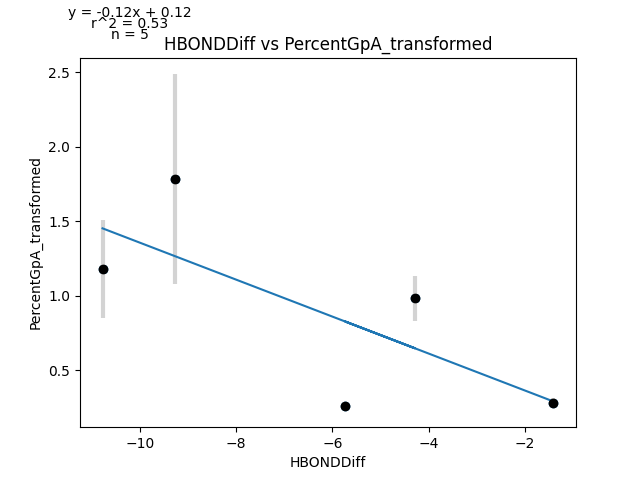 y = -0.12x + 0.12
r^2 = 0.53
n = 5
HBONDDiff vs PercentGpA_transformed
2.5
2.0
1.5
1.0
0.5
PercentGpA_transformed
−10
−8
−6
−4
−2
HBONDDiff